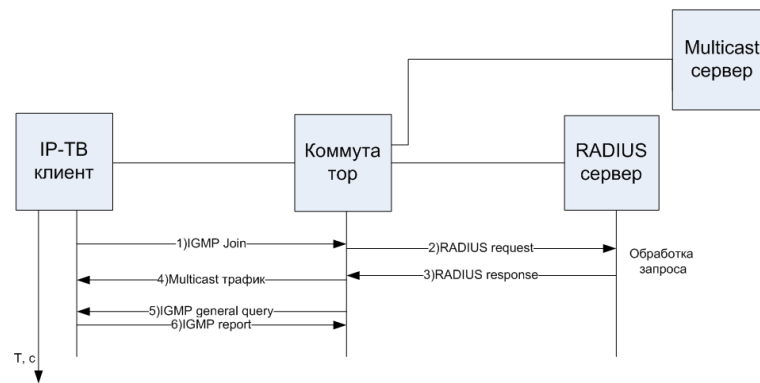 Multicast
сервер
IP-ТВ
клиент
Коммута
тор
RADIUS
сервер
1)IGMP Join
2)RADIUS request
Обработка
запроса
3)RADIUS response
4)Multicast трафик
5)IGMP general query
6)IGMP report
T, c